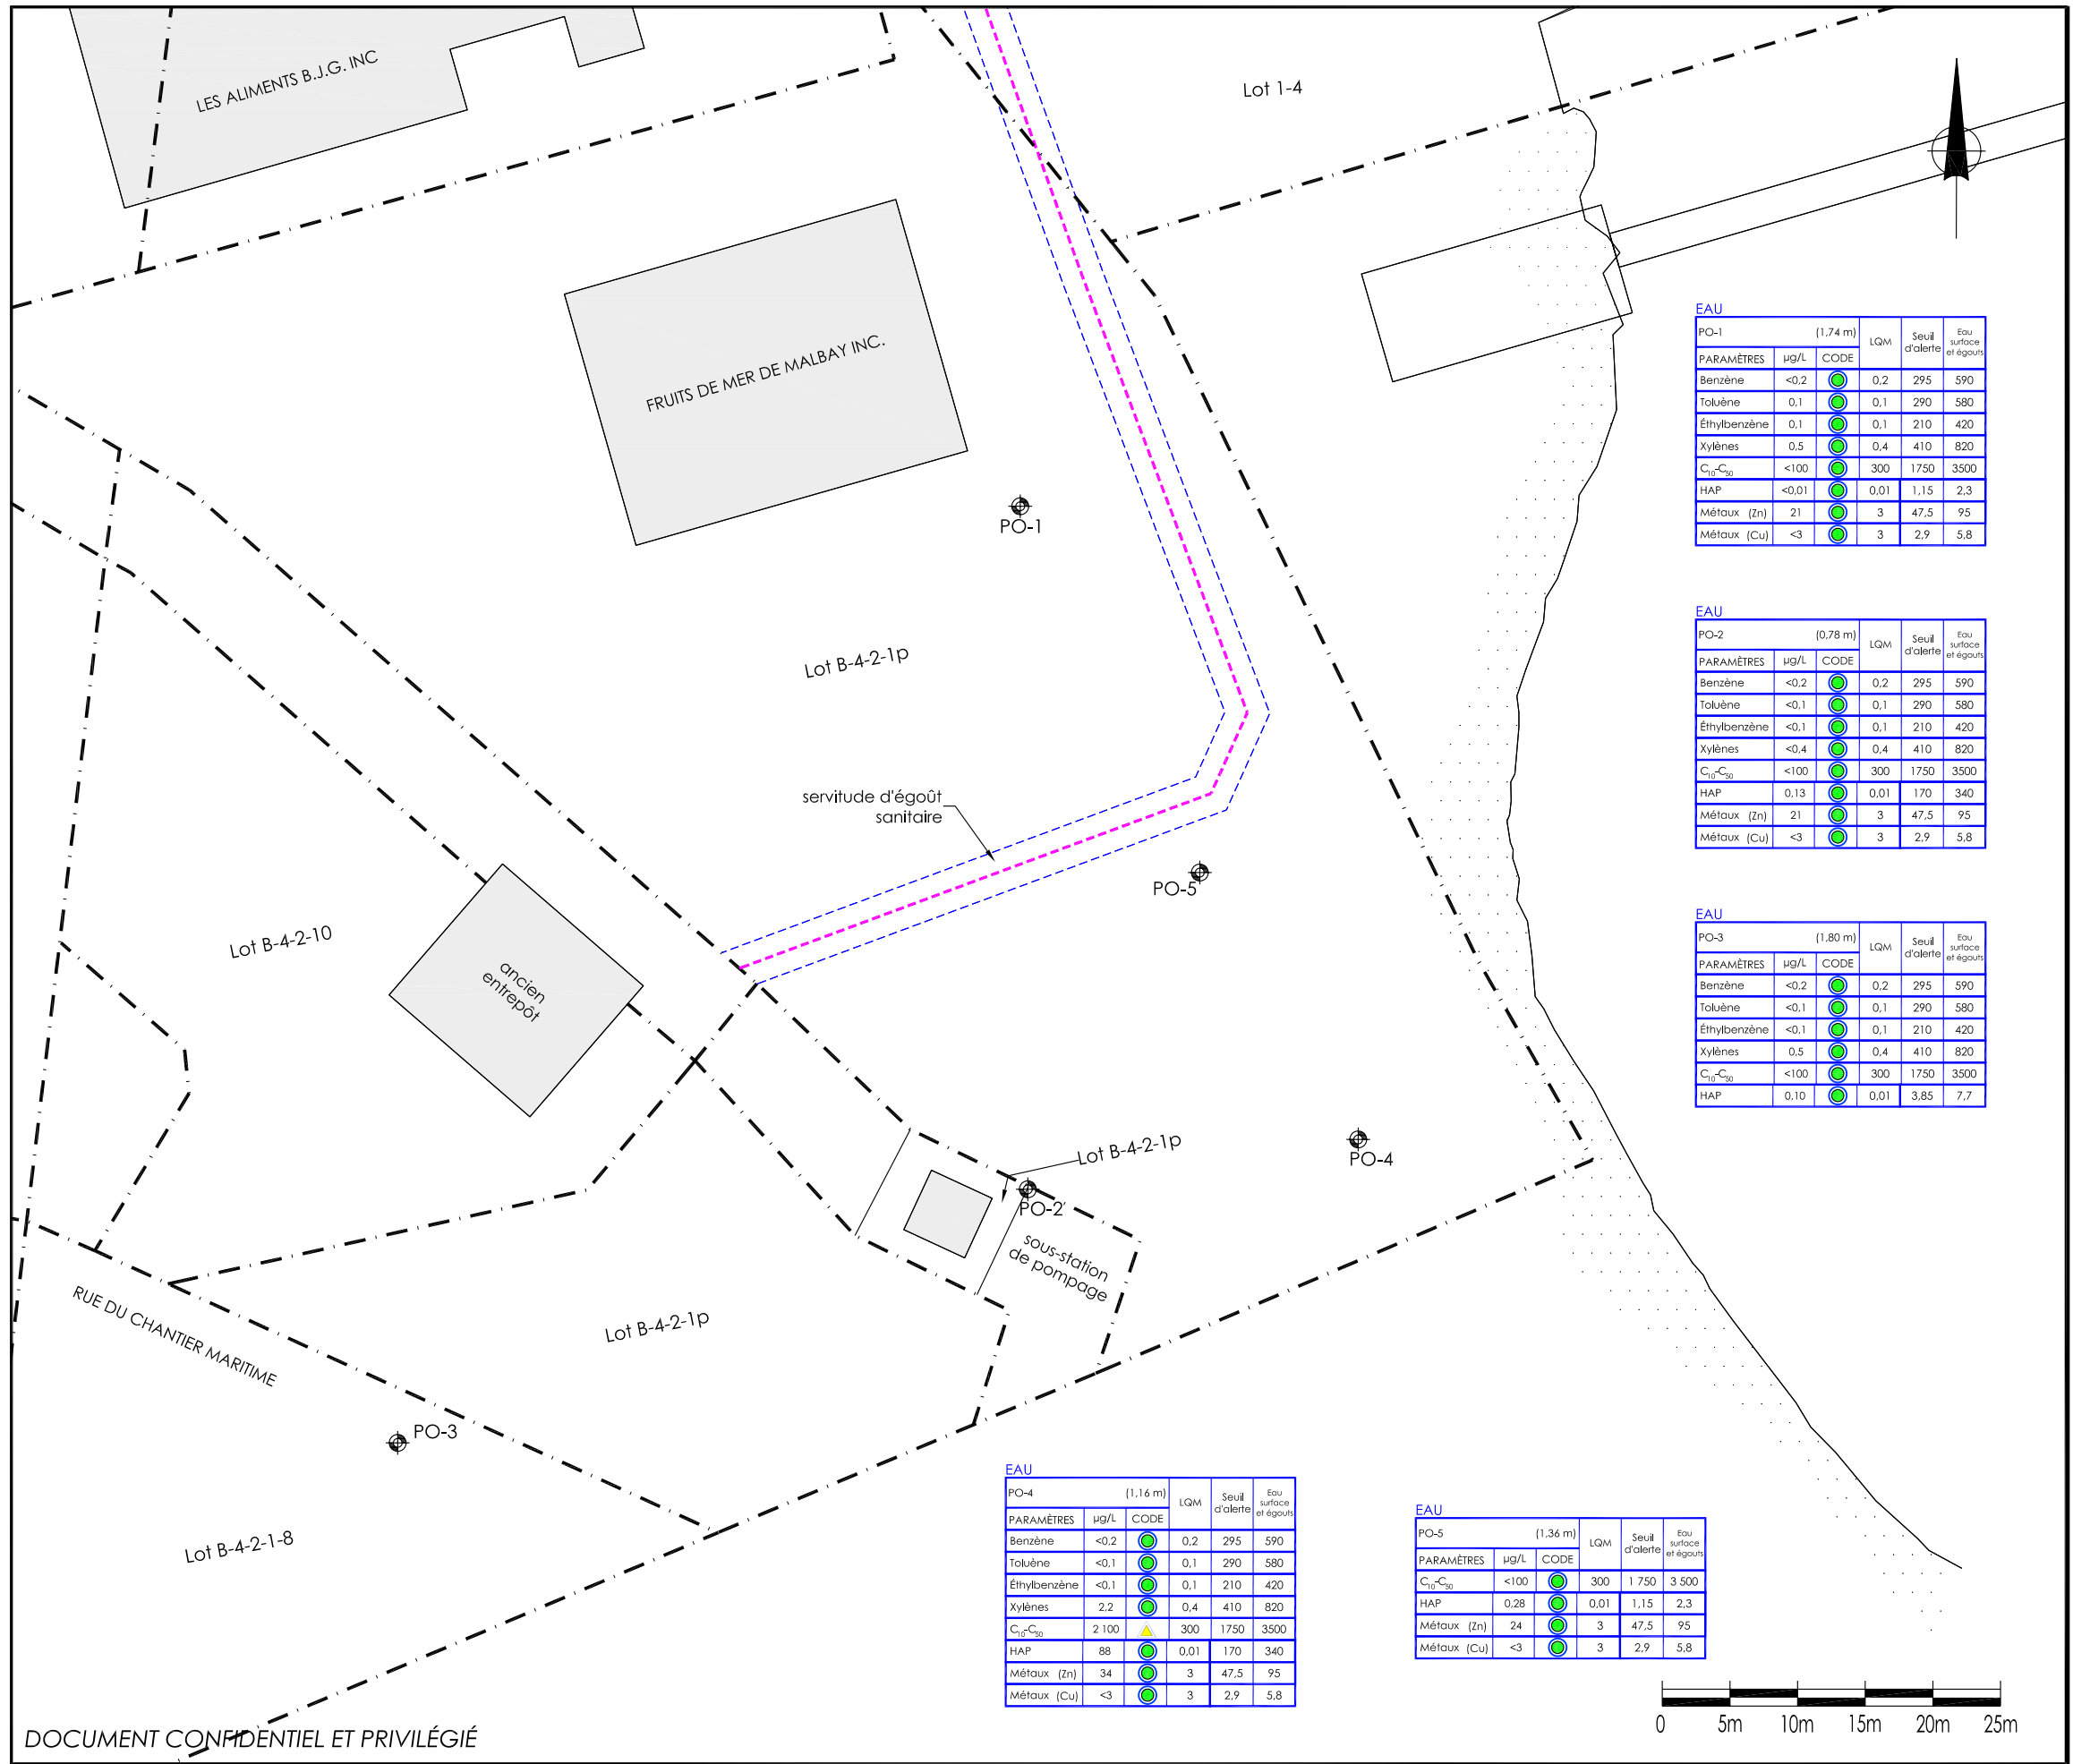 LES ALIMENTS B.J.G. INC
Lot 1-4
FRUITS DE MER DE MALBAY INC.
PO-1
Lot B-4-2-1p
servitude d'égoût
sanitaire
PO-5
Lot B-4-2-10
ancien
entrepôt
Lot B-4-2-1p
PO-4
PO-2
sous-station
de pompage
RUE DU CHANTIER MARITIME
Lot B-4-2-1p
PO-3
Lot B-4-2-1-8
EAU
PO-1 (1,74 m) LQM Seuil d'alerte Eau surface et égouts
PARAMÈTRES µg/L CODE
Benzène <0,2 0,2 295 590
Toluène 0,1 0,1 290 580
Éthylbenzène 0,1 0,1 210 420
Xylènes 0,5 0,4 410 820
C10-C50 <100 300 1750 3500
HAP <0,01 0,01 1,15 2,3
Métaux (Zn) 21 3 47,5 95
Métaux (Cu) <3 3 2,9 5,8
EAU
PO-2 (0,78 m) LQM Seuil d'alerte Eau surface et égouts
PARAMÈTRES µg/L CODE
Benzène <0,2 0,2 295 590
Toluène <0,1 0,1 290 580
Éthylbenzène <0,1 0,1 210 420
Xylènes <0,4 0,4 410 820
C10-C50 <100 300 1750 3500
HAP 0,13 0,01 170 340
Métaux (Zn) 21 3 47,5 95
Métaux (Cu) <3 3 2,9 5,8
EAU
PO-3 (1,80 m) LQM Seuil d'alerte Eau surface et égouts
PARAMÈTRES µg/L CODE
Benzène <0,2 0,2 295 590
Toluène <0,1 0,1 290 580
Éthylbenzène <0,1 0,1 210 420
Xylènes 0,5 0,4 410 820
C10-C50 <100 300 1750 3500
HAP 0,10 0,01 3,85 7,7
EAU
PO-4 (1,16 m) LQM Seuil d'alerte Eau surface et égouts
PARAMÈTRES µg/L CODE
Benzène <0,2 0,2 295 590
Toluène <0,1 0,1 290 580
Éthylbenzène <0,1 0,1 210 420
Xylènes 2,2 0,4 410 820
C10-C50 2 100 300 1750 3500
HAP 88 0,01 170 340
Métaux (Zn) 34 3 47,5 95
Métaux (Cu) <3 3 2,9 5,8
EAU
PO-5 (1,36 m) LQM Seuil d'alerte Eau surface et égouts
PARAMÈTRES µg/L CODE
C10-C50 <100 300 1 750 3 500
HAP 0,28 0,01 1,15 2,3
Métaux (Zn) 24 3 47,5 95
Métaux (Cu) <3 3 2,9 5,8
0 5m 10m 15m 20m 25m
DOCUMENT CONFIDENTIEL ET PRIVILÉGIÉ